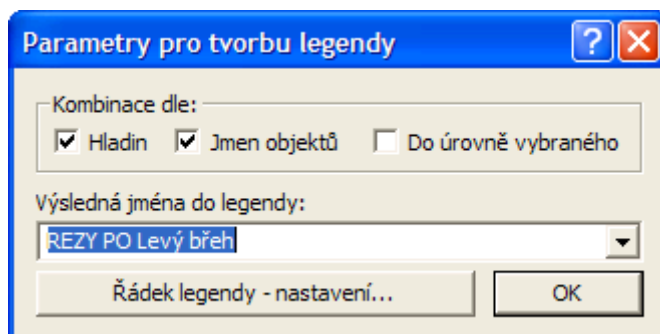 Parametry pro tvorbu legendy
Kombinace dle:
Hladin Jmen objektů Do úrovně vybraného
Výsledná jména do legendy:
REZY PO Levý břeh
Řádek legendy - nastavení... OK